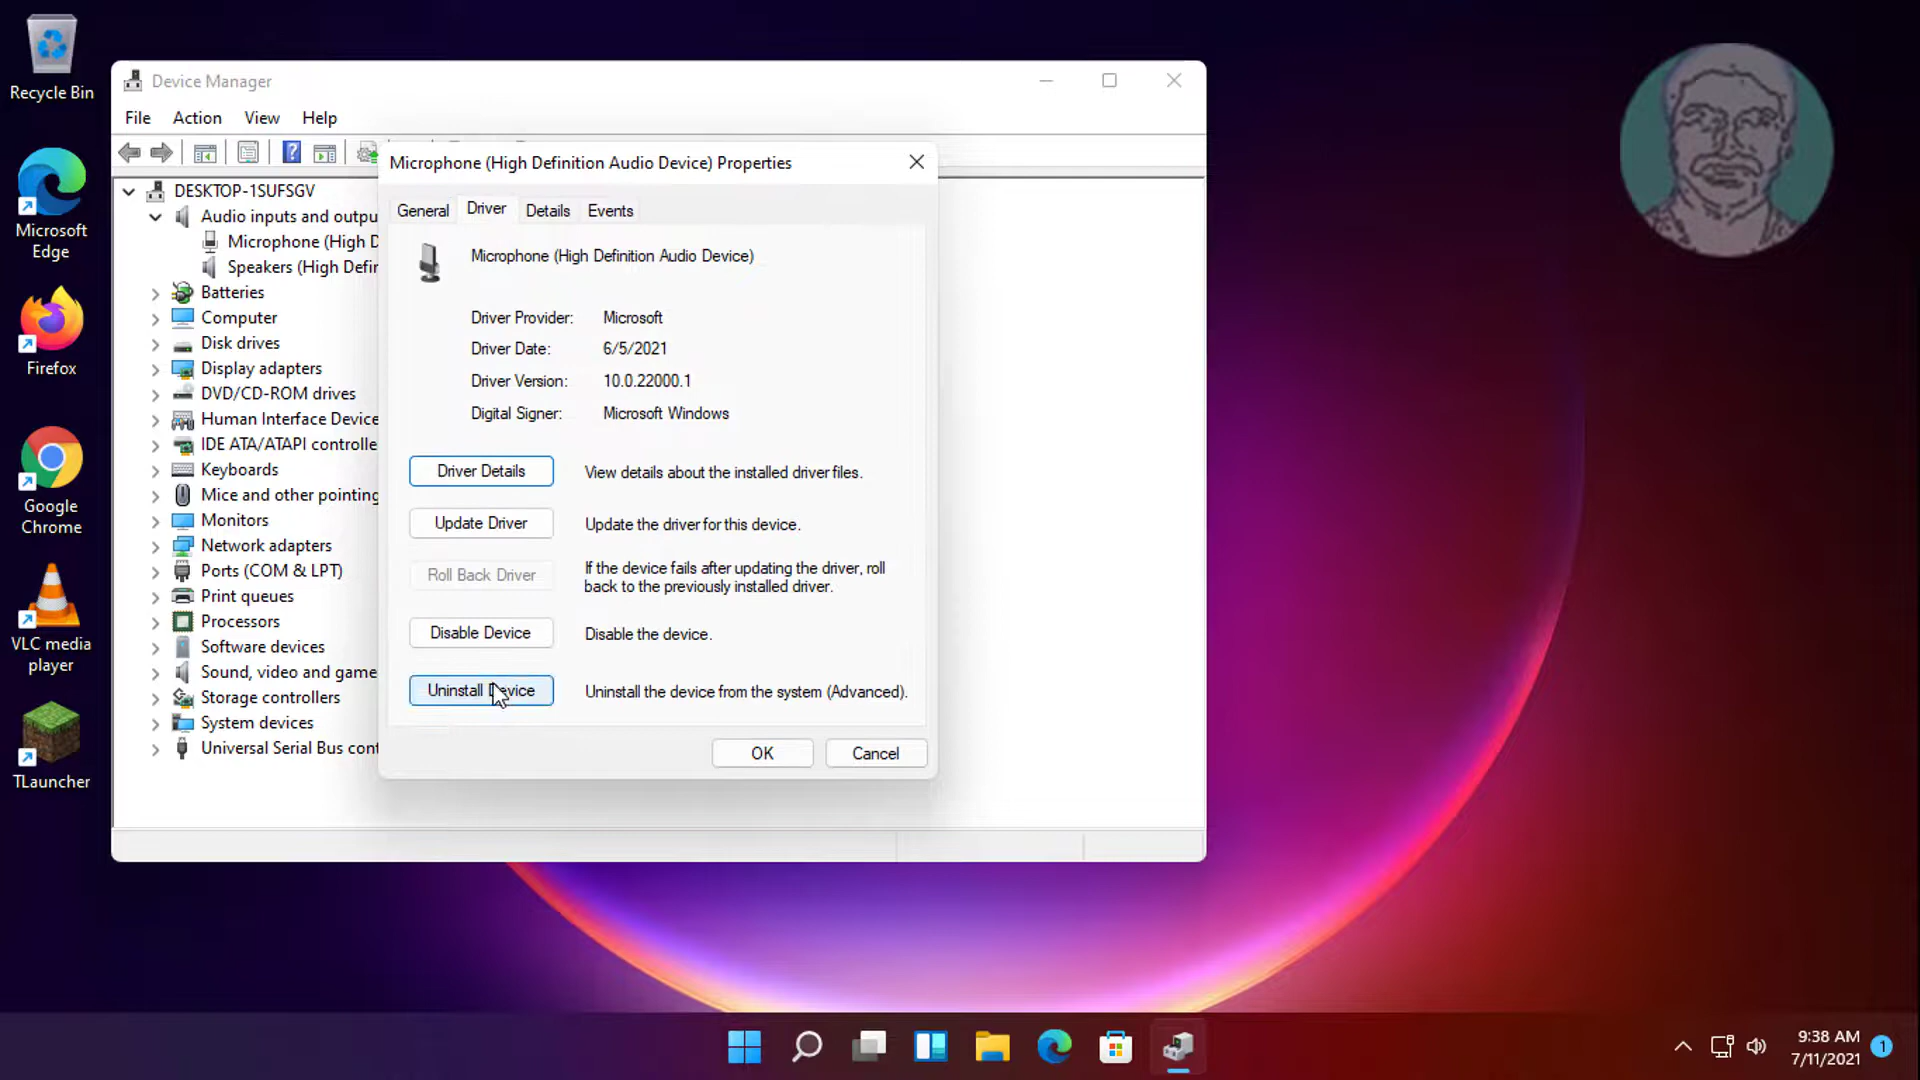 Recycle Bin
Microsoft
Edge
Firefox
Google
Chrome
VLC media
player
TLauncher
Device Manager
File Action View Help
DESKTOP-1SUFSGV
Audio inputs and outpu
Microphone (High D
Speakers (High Defir
Batteries
Computer
Disk drives
Display adapters
DVD/CD-ROM drives
Human Interface Device
IDE ATA/ATAPI controlle
Keyboards
Mice and other pointing
Monitors
Network adapters
Ports (COM & LPT)
Print queues
Processors
Software devices
Sound, video and game
Storage controllers
System devices
Universal Serial Bus cont
Microphone (High Definition Audio Device) Properties
General Driver Details Events
Microphone (High Definition Audio Device)
Driver Provider: Microsoft
Driver Date: 6/5/2021
Driver Version: 10.0.22000.1
Digital Signer: Microsoft Windows
Driver Details View details about the installed driver files.
Update Driver Update the driver for this device.
Roll Back Driver If the device fails after updating the driver, roll
back to the previously installed driver.
Disable Device Disable the device.
Uninstall Device Uninstall the device from the system (Advanced).
OK Cancel
9:38 AM
7/11/2021
1